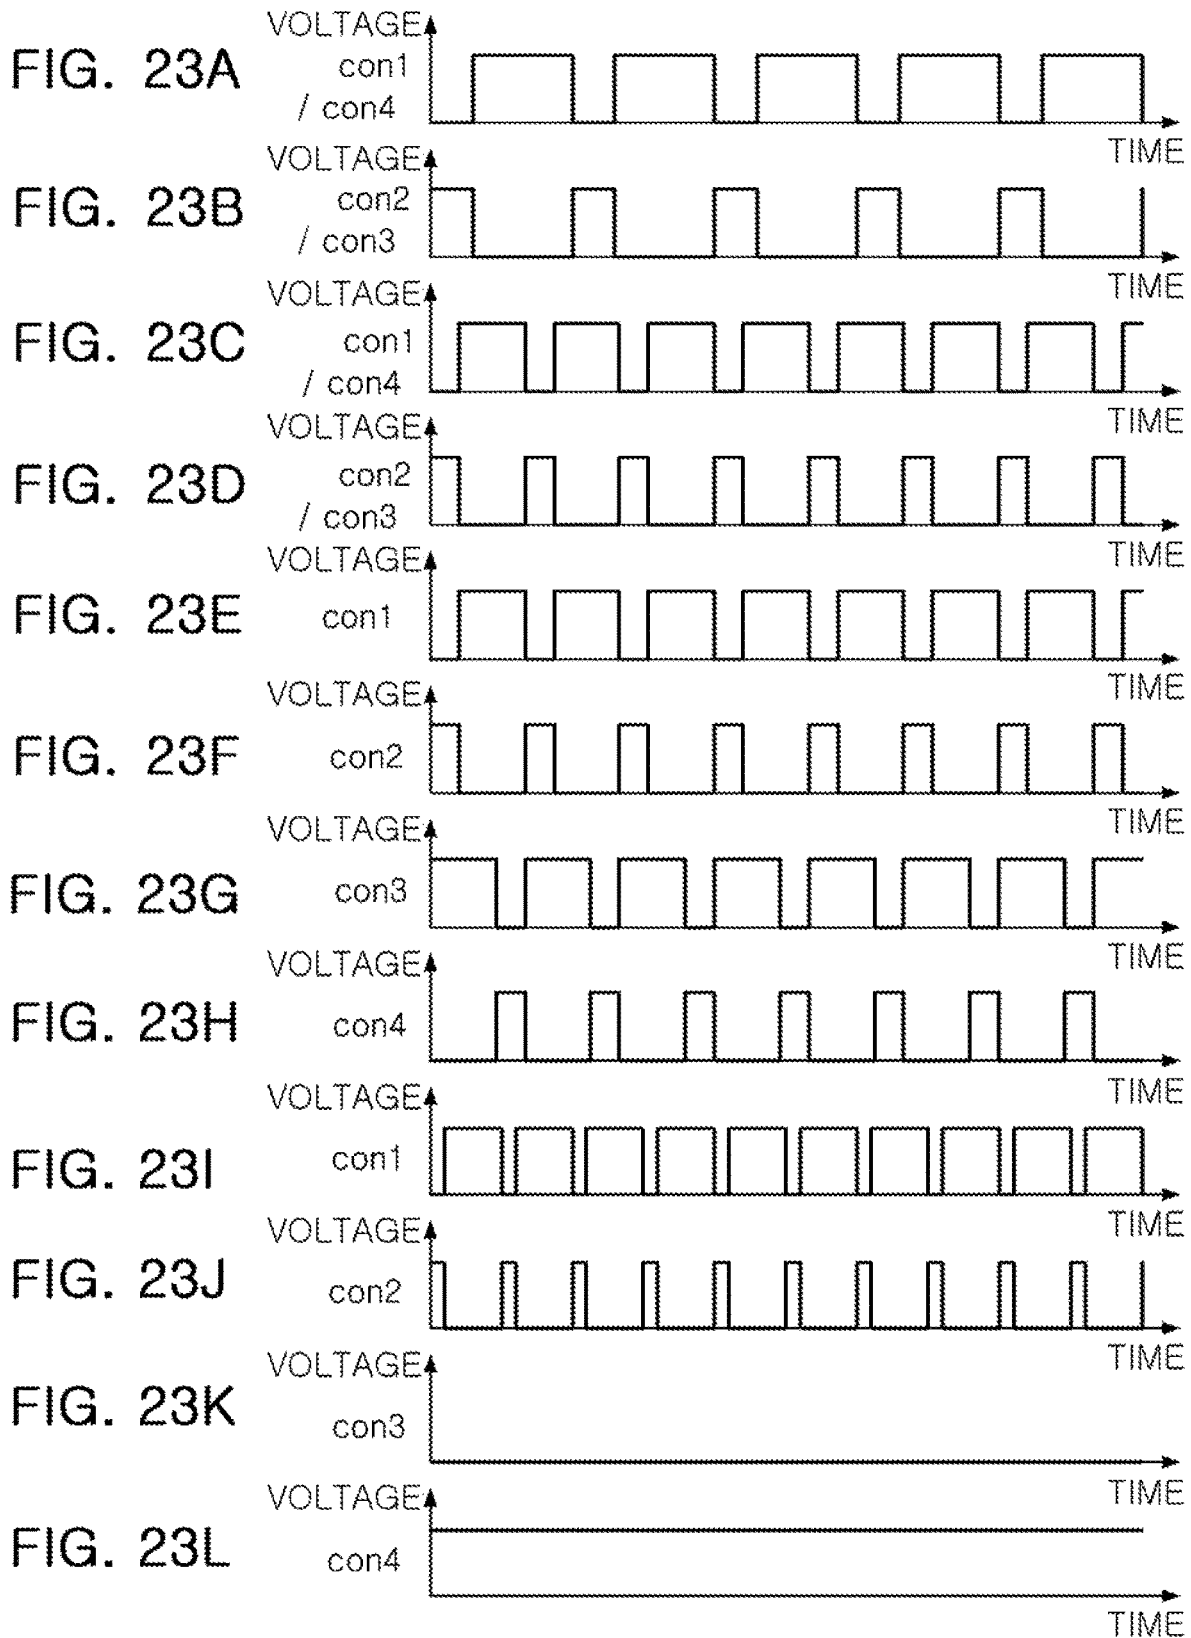 VOLTAGE
FIG. 23A
con1
/ con4
TIME
VOLTAGE
FIG. 23B
con2
/ con3
TIME
VOLTAGE
FIG. 23C
con1
/ con4
TIME
VOLTAGE
FIG. 23D
con2
/ con3
TIME
VOLTAGE
FIG. 23E
con1
TIME
VOLTAGE
FIG. 23F
con2
TIME
VOLTAGE
FIG. 23G
con3
TIME
VOLTAGE
FIG. 23H
con4
TIME
VOLTAGE
FIG. 23I
con1
TIME
VOLTAGE
FIG. 23J
con2
TIME
VOLTAGE
FIG. 23K
con3
TIME
VOLTAGE
FIG. 23L
con4
TIME